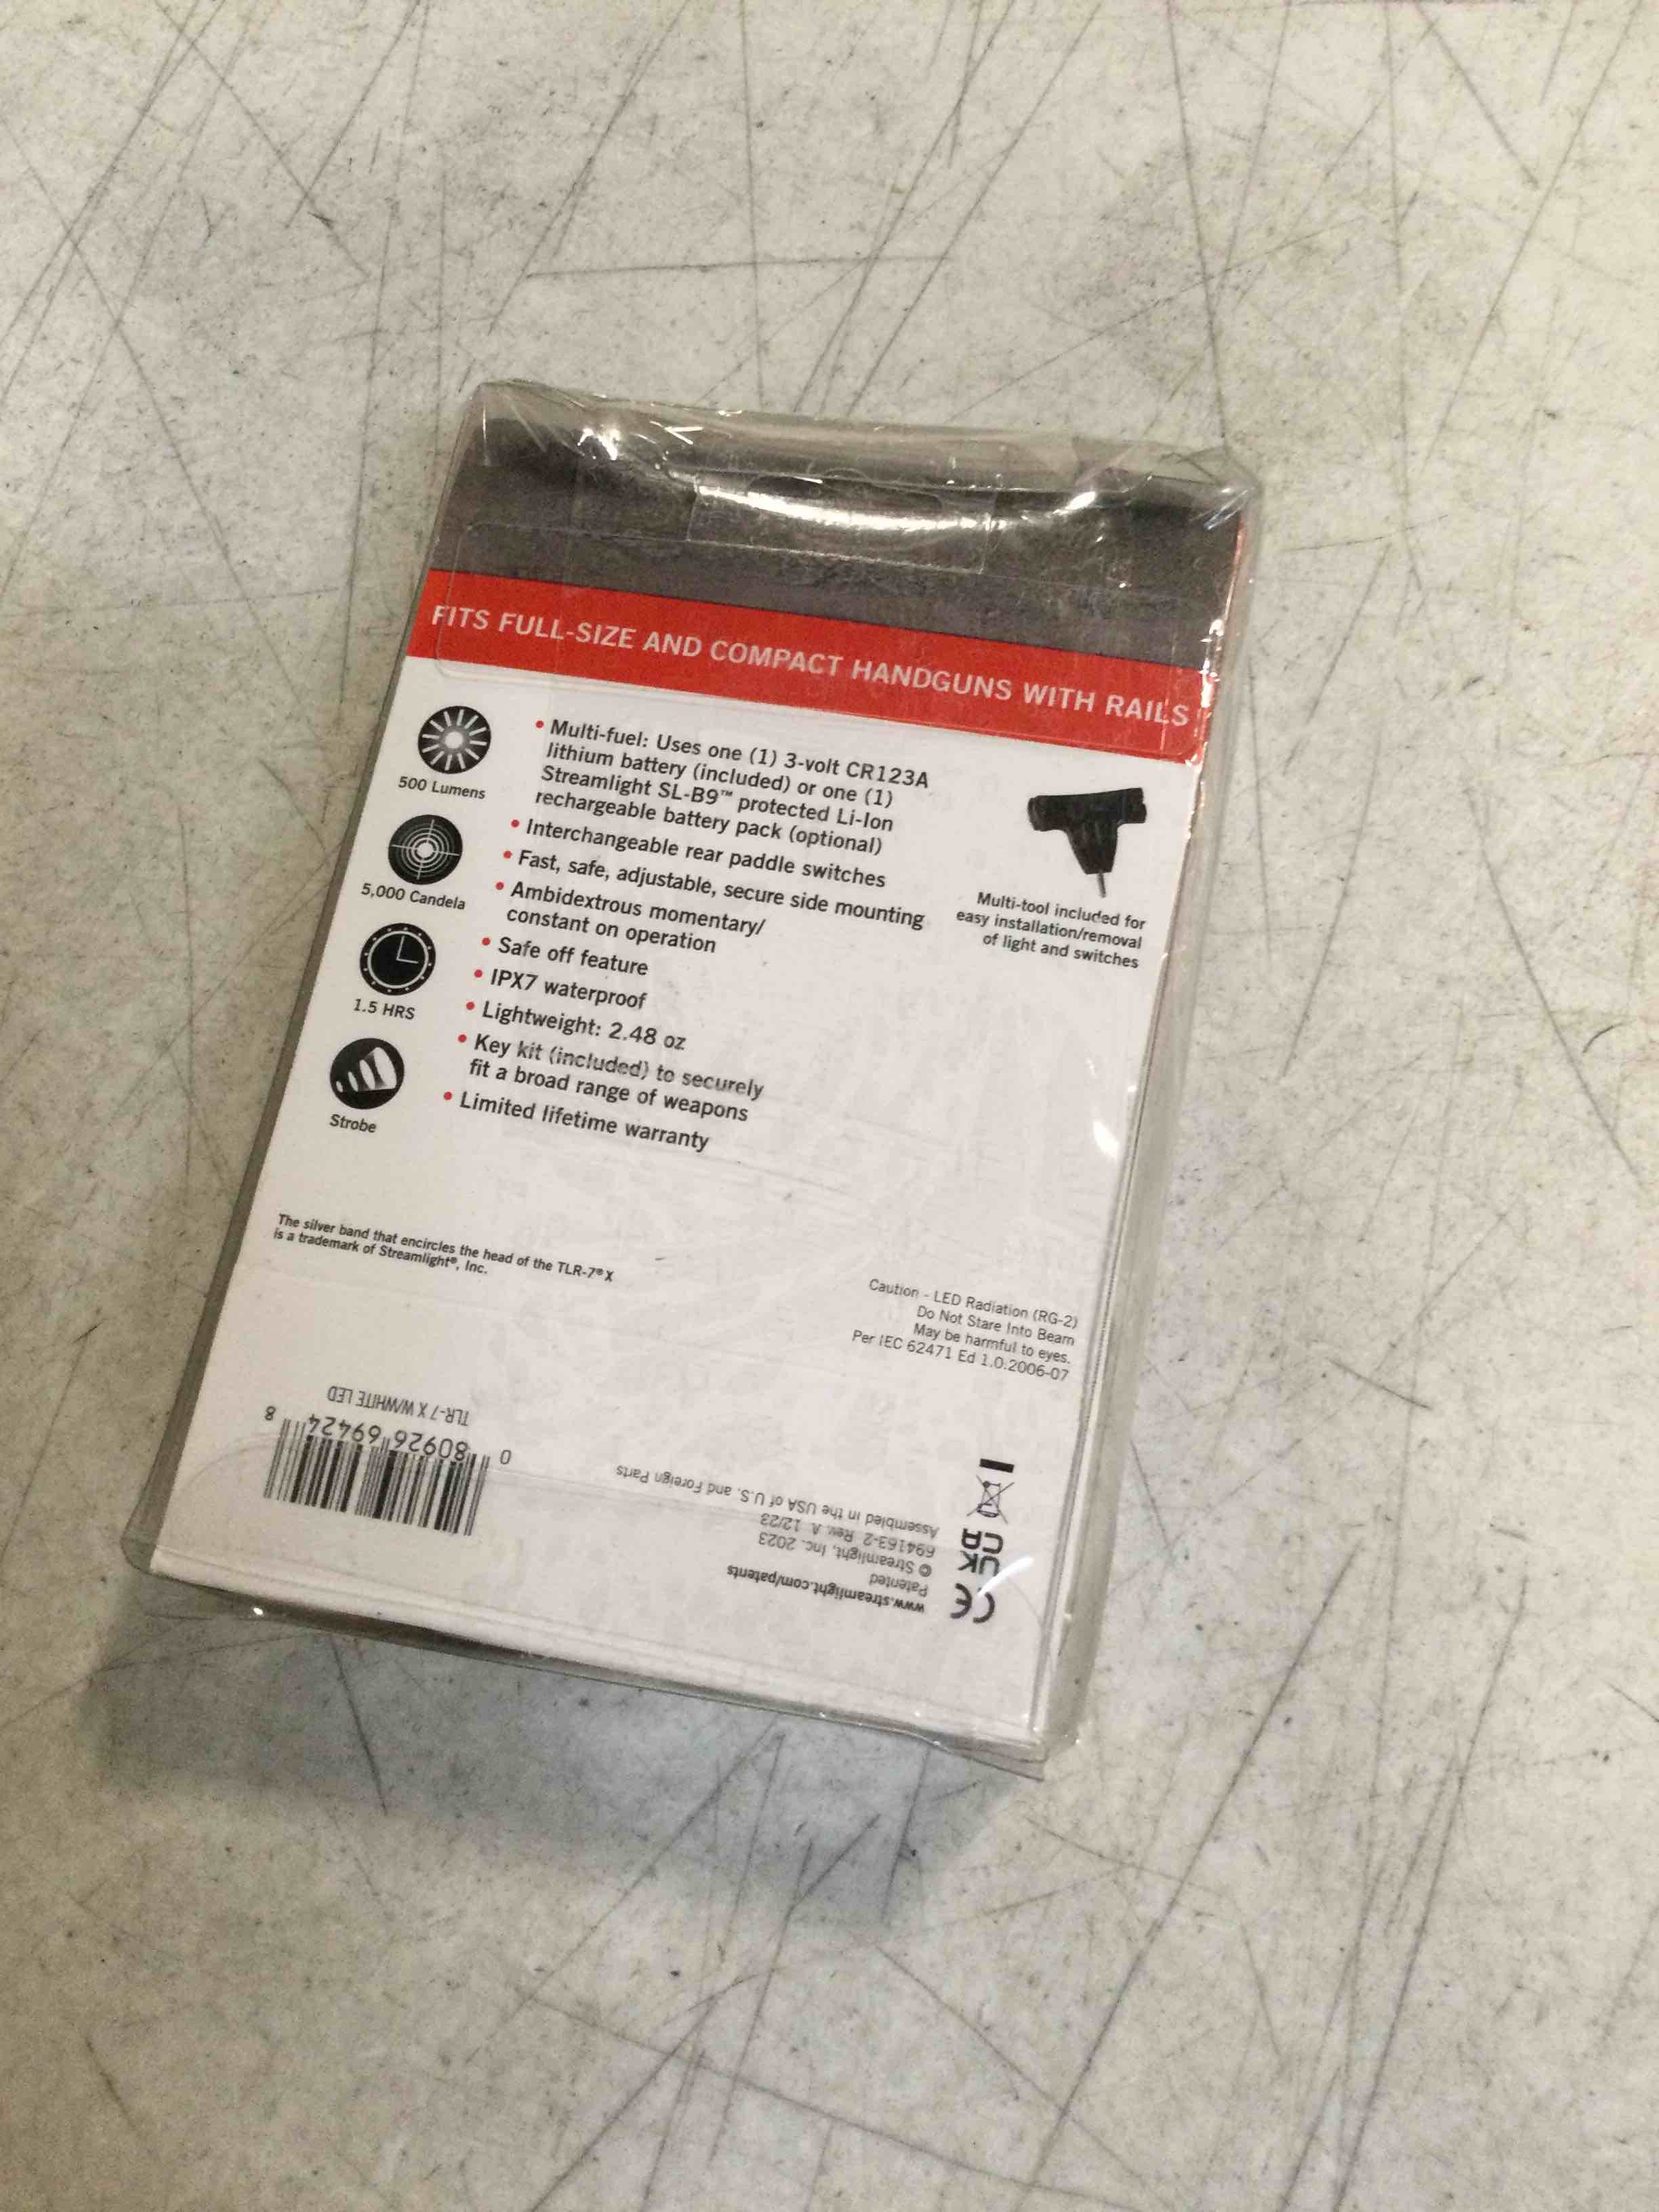 FITS FULL-SIZE AND COMPACT HANDGUNS WITH RAILS
500 Lumens
5,000 Candela
1.5 HRS
Strobe
• Multi-fuel: Uses one (1) 3-volt CR123A
lithium battery (included) or one (1)
Streamlight SL-B9™ protected Li-Ion
rechargeable battery pack (optional)
• Interchangeable rear paddle switches
• Fast, safe, adjustable, secure side mounting
• Ambidextrous momentary/
constant on operation
• Safe off feature
• IPX7 waterproof
• Lightweight: 2.48 oz
• Key kit (included) to securely
fit a broad range of weapons
• Limited lifetime warranty
Multi-tool included for
easy installation/removal
of light and switches
The silver band that encircles the head of the TLR-7® X
is a trademark of Streamlight®, Inc.
Caution - LED Radiation (RG-2)
Do Not Stare Into Beam
May be harmful to eyes.
Per IEC 62471 Ed 1.0:2006-07
www.streamlight.com/patents
Patented
© Streamlight, Inc. 2023
694163-2 Rev. A 12/23
Assembled in the USA of U.S. and Foreign Parts
CE
UK
CA
0 80926 69424 8
TLR-7 X W/WHITE LED